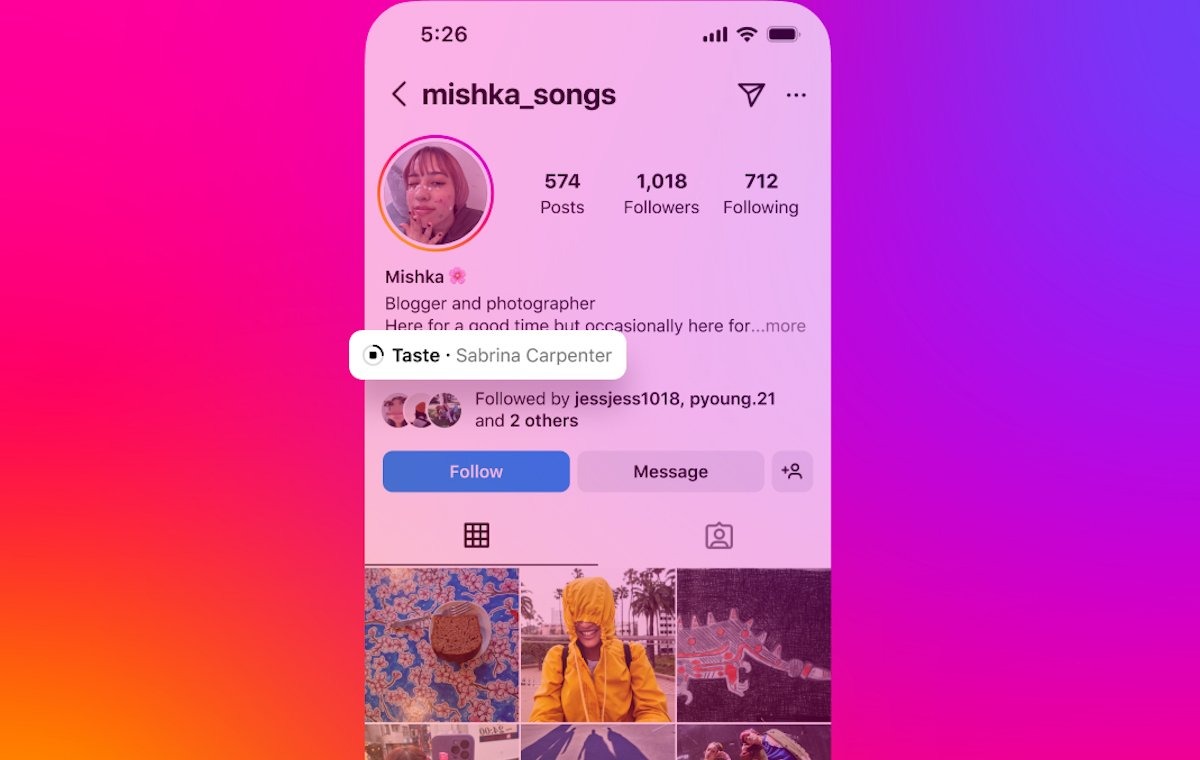 5:26
mishka_songs
574 1,018 712
Posts Followers Following
Mishka 🌸
Blogger and photographer
Here for a good time but occasionally here for...more
Taste · Sabrina Carpenter
Followed by jessjess1018, pyoung.21
and 2 others
Follow Message